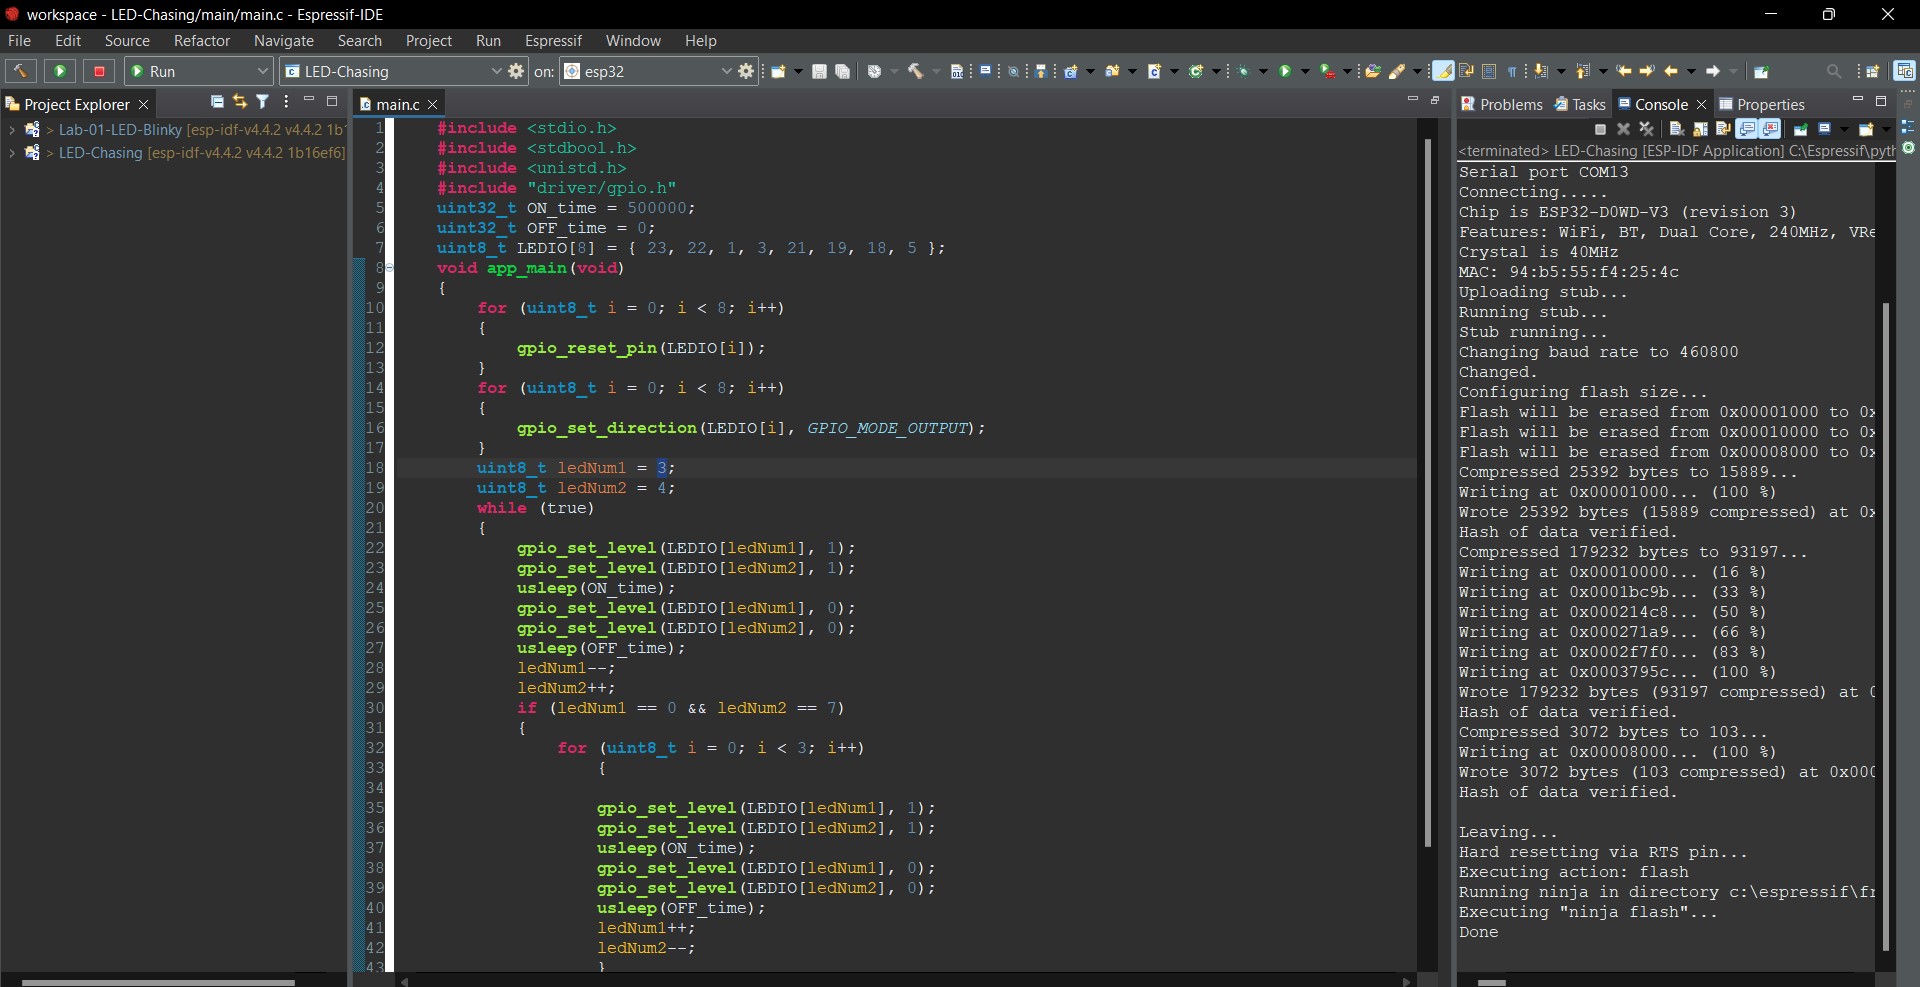 workspace - LED-Chasing/main/main.c - Espressif-IDE
File Edit Source Refactor Navigate Search Project Run Espressif Window Help
Run LED-Chasing on: esp32
Project Explorer
> Lab-01-LED-Blinky [esp-idf-v4.4.2 v4.4.2 1b
> LED-Chasing [esp-idf-v4.4.2 v4.4.2 1b16ef6]
main.c
1 #include <stdio.h>
2 #include <stdbool.h>
3 #include <unistd.h>
4 #include "driver/gpio.h"
5 uint32_t ON_time = 500000;
6 uint32_t OFF_time = 0;
7 uint8_t LEDIO[8] = { 23, 22, 1, 3, 21, 19, 18, 5 };
8 void app_main(void)
9 {
10 for (uint8_t i = 0; i < 8; i++)
11 {
12 gpio_reset_pin(LEDIO[i]);
13 }
14 for (uint8_t i = 0; i < 8; i++)
15 {
16 gpio_set_direction(LEDIO[i], GPIO_MODE_OUTPUT);
17 }
18 uint8_t ledNum1 = 3;
19 uint8_t ledNum2 = 4;
20 while (true)
21 {
22 gpio_set_level(LEDIO[ledNum1], 1);
23 gpio_set_level(LEDIO[ledNum2], 1);
24 usleep(ON_time);
25 gpio_set_level(LEDIO[ledNum1], 0);
26 gpio_set_level(LEDIO[ledNum2], 0);
27 usleep(OFF_time);
28 ledNum1--;
29 ledNum2++;
30 if (ledNum1 == 0 && ledNum2 == 7)
31 {
32 for (uint8_t i = 0; i < 3; i++)
33 {
34
35 gpio_set_level(LEDIO[ledNum1], 1);
36 gpio_set_level(LEDIO[ledNum2], 1);
37 usleep(ON_time);
38 gpio_set_level(LEDIO[ledNum1], 0);
39 gpio_set_level(LEDIO[ledNum2], 0);
40 usleep(OFF_time);
41 ledNum1++;
42 ledNum2--;
43 }
Problems Tasks Console Properties
<terminated> LED-Chasing [ESP-IDF Application] C:\Espressif\pyth
Serial port COM13
Connecting.....
Chip is ESP32-D0WD-V3 (revision 3)
Features: WiFi, BT, Dual Core, 240MHz, VRe
Crystal is 40MHz
MAC: 94:b5:55:f4:25:4c
Uploading stub...
Running stub...
Stub running...
Changing baud rate to 460800
Changed.
Configuring flash size...
Flash will be erased from 0x00001000 to 0x
Flash will be erased from 0x00010000 to 0x
Flash will be erased from 0x00008000 to 0x
Compressed 25392 bytes to 15889...
Writing at 0x00001000... (100 %)
Wrote 25392 bytes (15889 compressed) at 0x
Hash of data verified.
Compressed 179232 bytes to 93197...
Writing at 0x00010000... (16 %)
Writing at 0x0001bc9b... (33 %)
Writing at 0x000214c8... (50 %)
Writing at 0x000271a9... (66 %)
Writing at 0x0002f7f0... (83 %)
Writing at 0x0003795c... (100 %)
Wrote 179232 bytes (93197 compressed) at 0
Hash of data verified.
Compressed 3072 bytes to 103...
Writing at 0x00008000... (100 %)
Wrote 3072 bytes (103 compressed) at 0x000
Hash of data verified.
Leaving...
Hard resetting via RTS pin...
Executing action: flash
Running ninja in directory c:\espressif\fr
Executing "ninja flash"...
Done